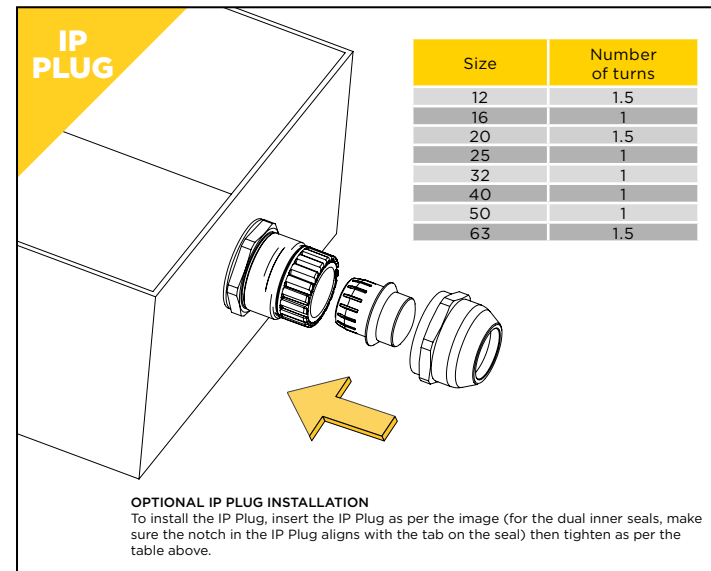 IP
PLUG
Size Number
of turns
12 1.5
16 1
20 1.5
25 1
32 1
40 1
50 1
63 1.5
OPTIONAL IP PLUG INSTALLATION
To install the IP Plug, insert the IP Plug as per the image (for the dual inner seals, make
sure the notch in the IP Plug aligns with the tab on the seal) then tighten as per the
table above.